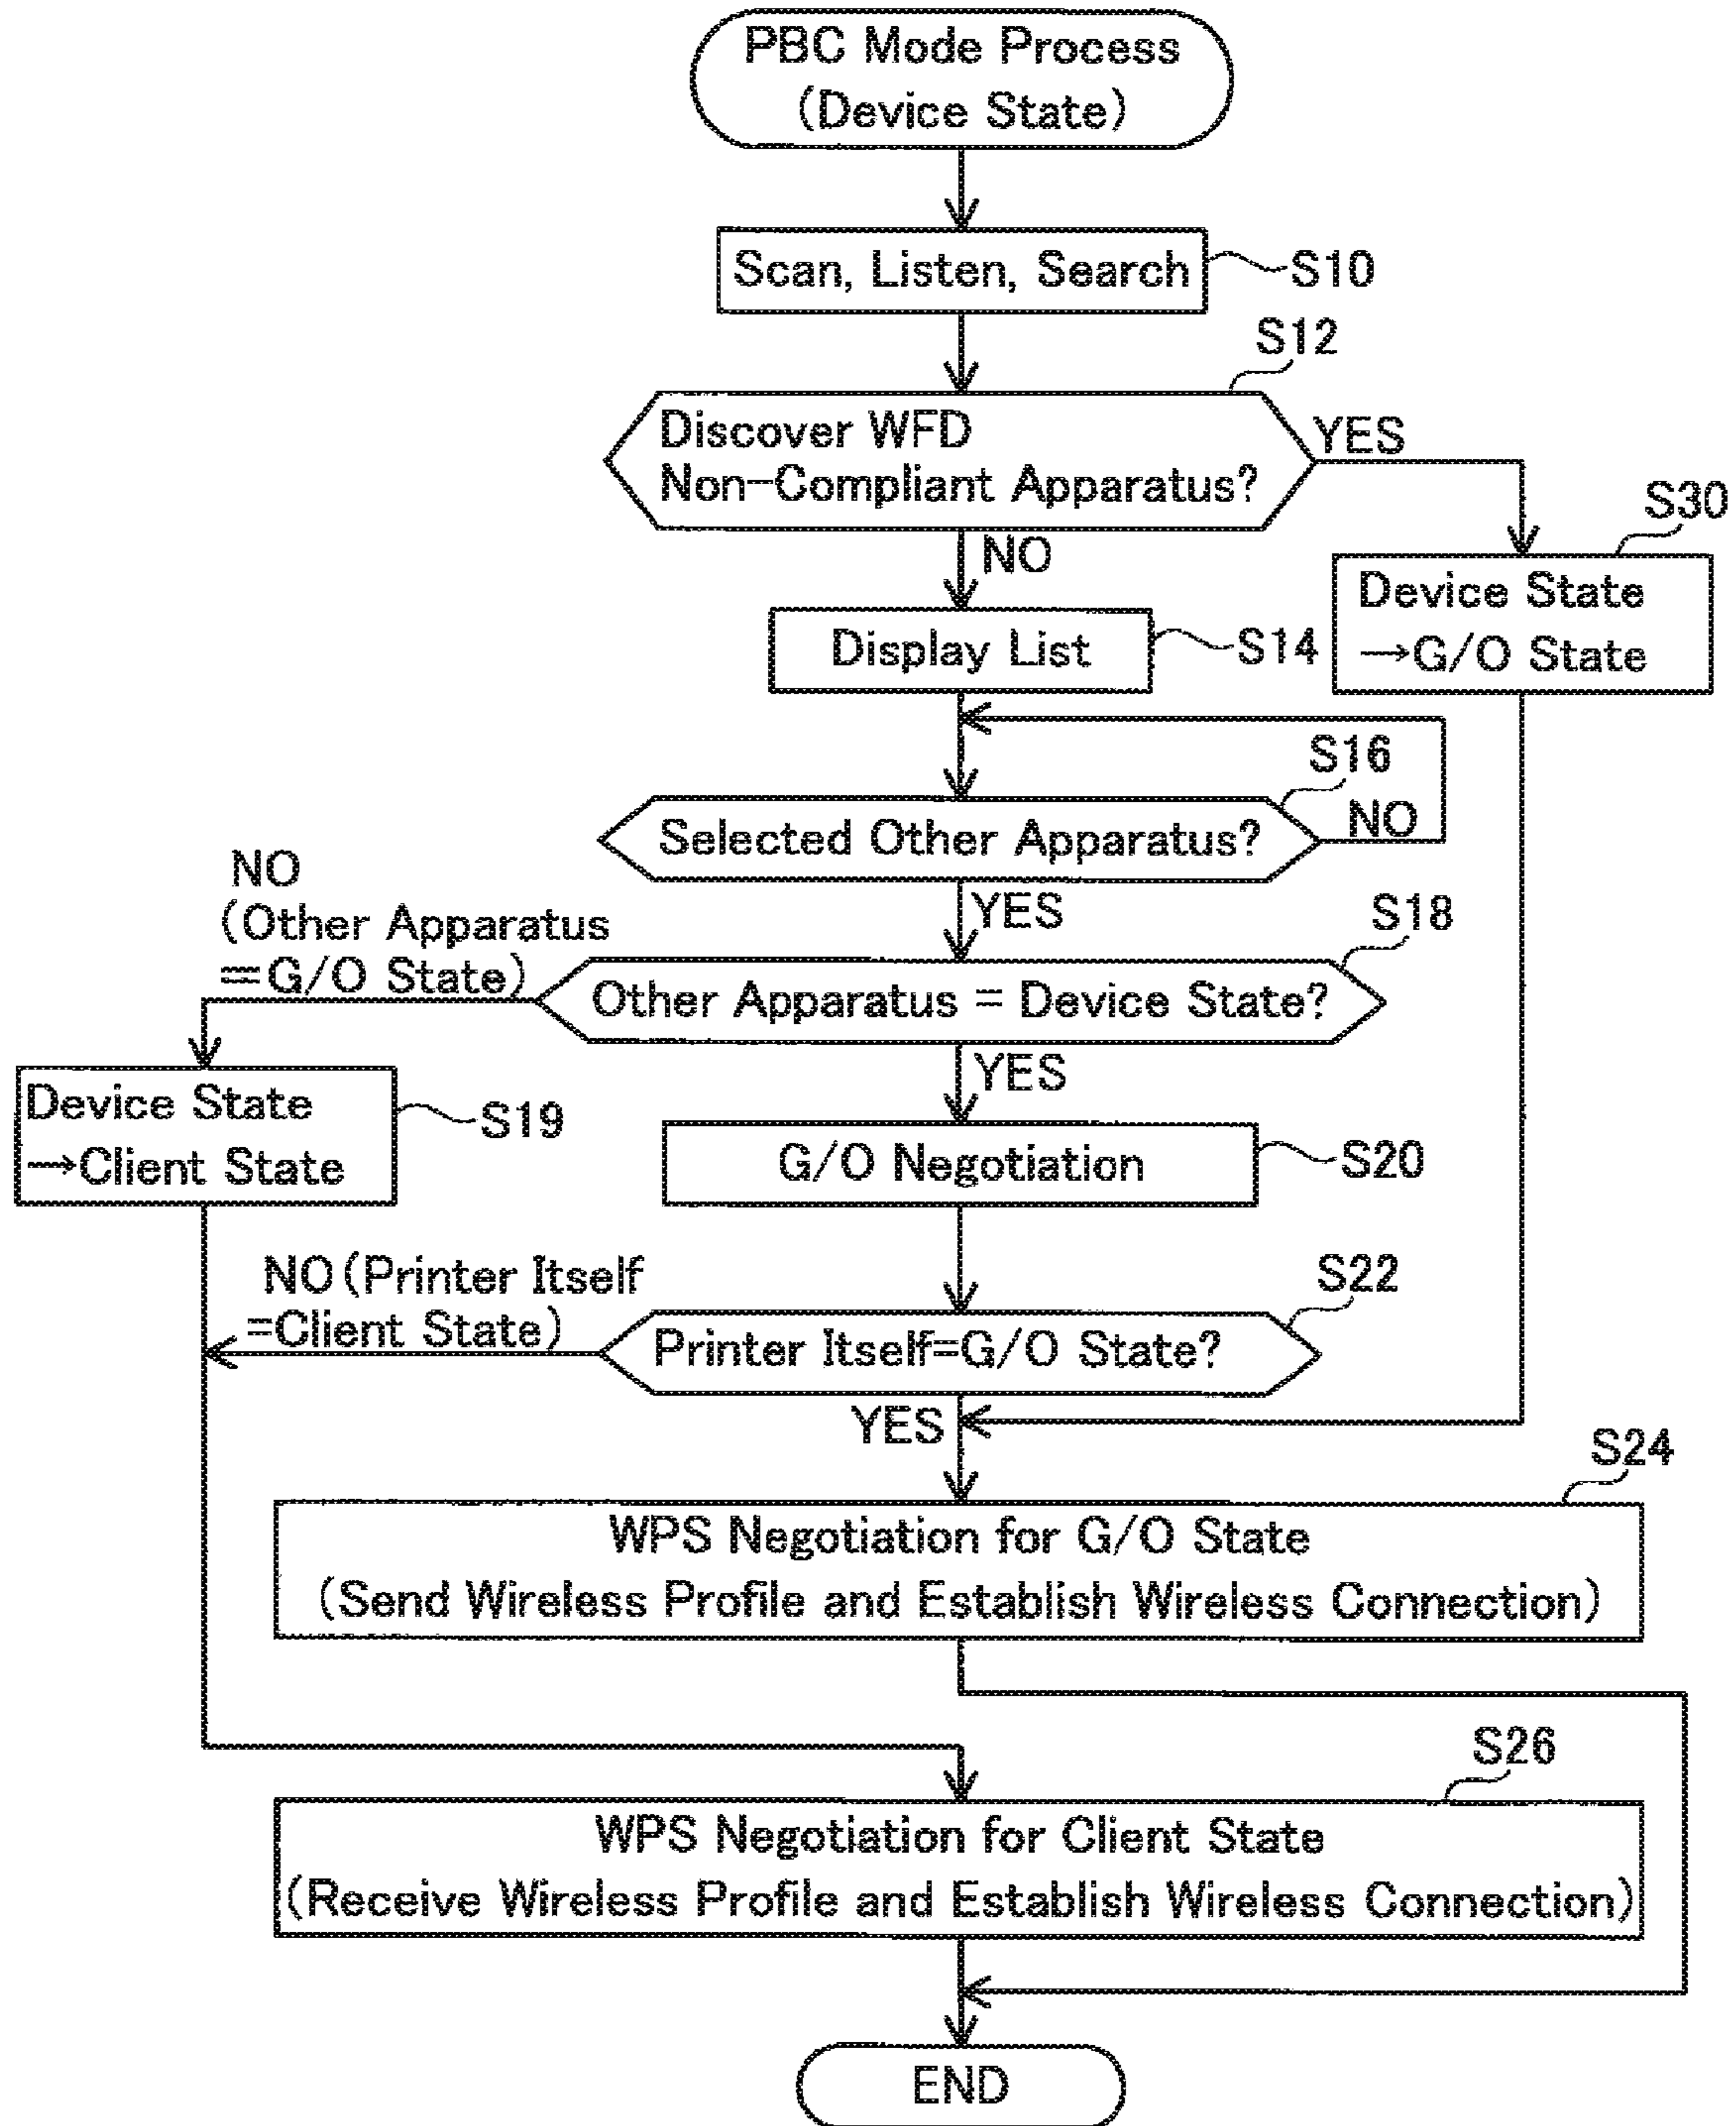 PBC Mode Process
(Device State)
Scan, Listen, Search
S10
S12
Discover WFD
Non-Compliant Apparatus?
YES
NO
S30
Device State
→G/O State
Display List
S14
S16
Selected Other Apparatus?
NO
YES
NO
(Other Apparatus
=G/O State)
S18
Other Apparatus = Device State?
YES
Device State
→Client State
S19
G/O Negotiation
S20
NO(Printer Itself
=Client State)
S22
Printer Itself=G/O State?
YES
S24
WPS Negotiation for G/O State
(Send Wireless Profile and Establish Wireless Connection)
S26
WPS Negotiation for Client State
(Receive Wireless Profile and Establish Wireless Connection)
END